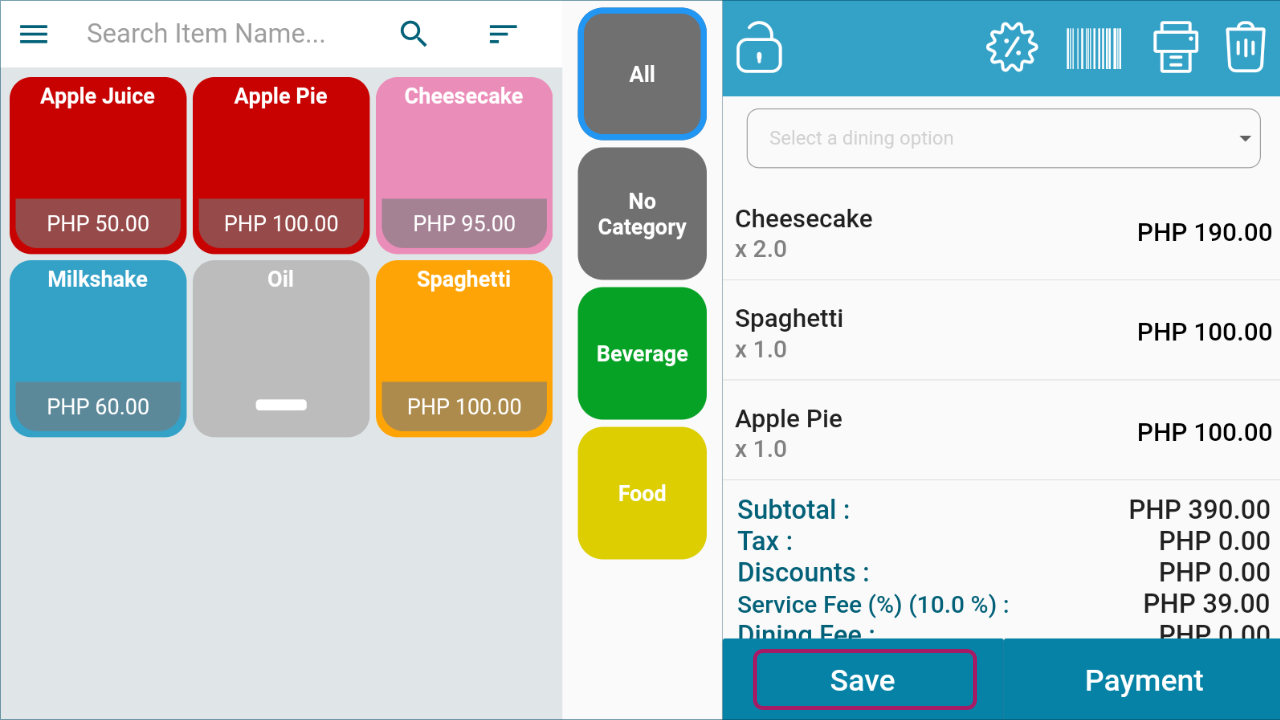 Search Item Name...
Apple Juice
PHP 50.00
Apple Pie
PHP 100.00
Cheesecake
PHP 95.00
Milkshake
PHP 60.00
Oil
Spaghetti
PHP 100.00
All
No
Category
Beverage
Food
Select a dining option
Cheesecake
x 2.0
PHP 190.00
Spaghetti
x 1.0
PHP 100.00
Apple Pie
x 1.0
PHP 100.00
Subtotal : PHP 390.00
Tax : PHP 0.00
Discounts : PHP 0.00
Service Fee (%) (10.0 %) : PHP 39.00
Dining Fee : PHP 0.00
Save
Payment